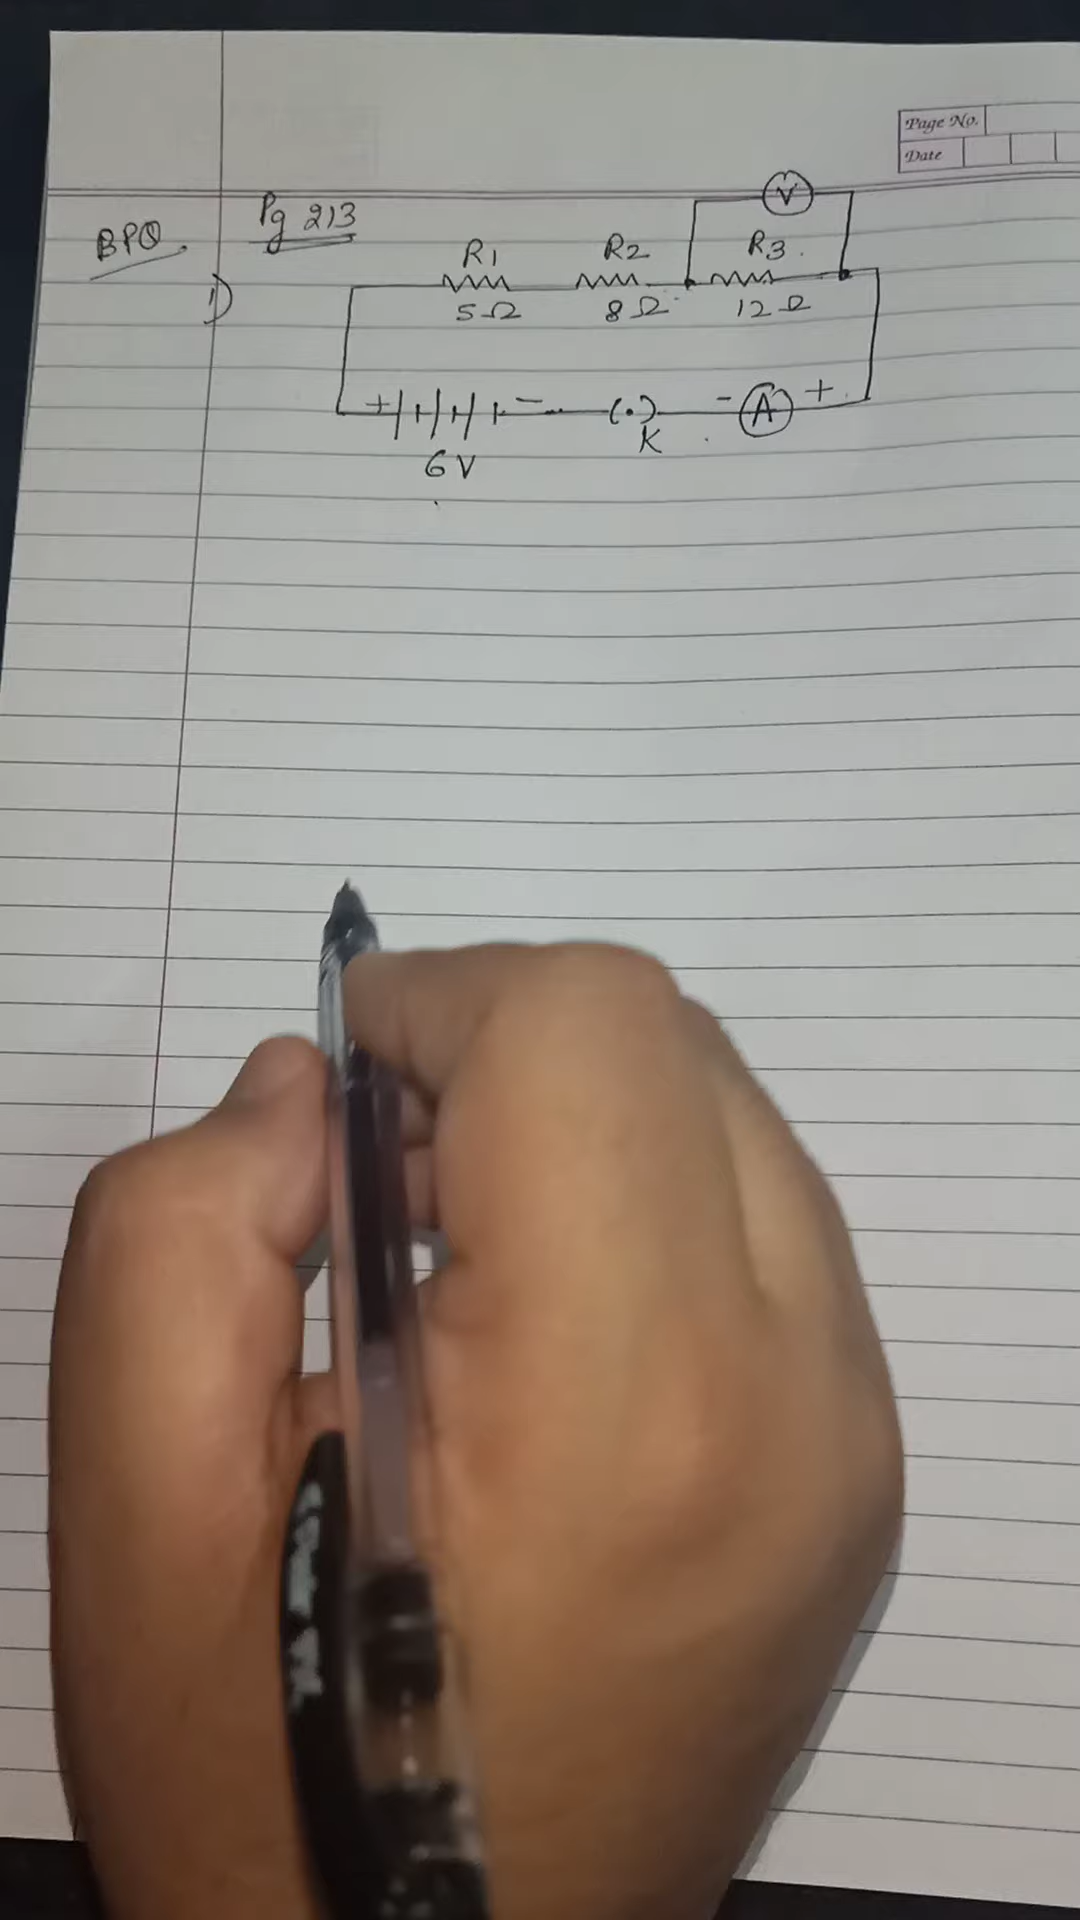 Page No.
Date
BPQ. Pg 213
V
R1 R2 R3.
1)
5Ω 8Ω 12Ω
+ - (.) - A +
K
6V